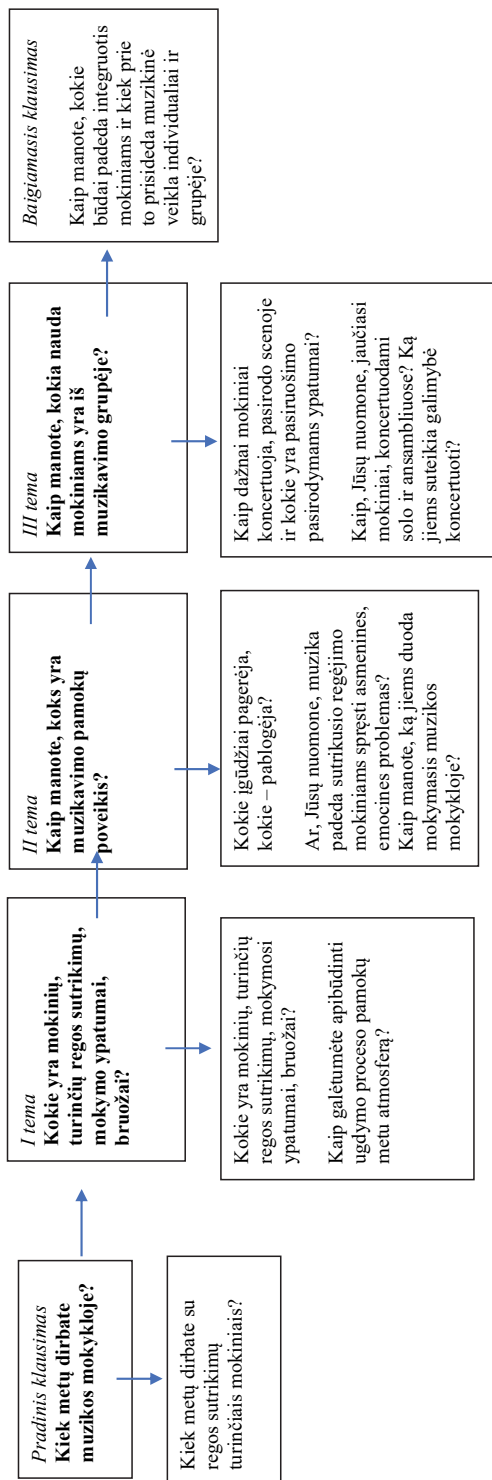 Pradinis klausimas
Kiek metų dirbate
muzikos mokykloje?
Kiek metų dirbate su
regos sutrikimų
turinčiais mokiniais?
I tema
Kokie yra mokinių,
turinčių regos sutrikimų,
mokymo ypatumai,
bruožai?
Kokie yra mokinių, turinčių
regos sutrikimų, mokymosi
ypatumai, bruožai?
Kaip galėtumėte apibūdinti
ugdymo proceso pamokų
metu atmosferą?
II tema
Kaip manote, koks yra
muzikavimo pamokų
poveikis?
Kokie įgūdžiai pagerėja,
kokie – pablogėja?
Ar, Jūsų nuomone, muzika
padeda sutrikusio regėjimo
mokiniams spręsti asmenines,
emocines problemas?
Kaip manote, ką jiems duoda
mokymasis muzikos
mokykloje?
III tema
Kaip manote, kokia nauda
mokiniams yra iš
muzikavimo grupėje?
Kaip dažnai mokiniai
koncertuoja, pasirodo scenoje
ir kokie yra pasiruošimo
pasirodymams ypatumai?
Kaip, Jūsų nuomone, jaučiasi
mokiniai, koncertuodami
solo ir ansambliuose? Ką
jiems suteikia galimybė
koncertuoti?
Baigiamasis klausimas
Kaip manote, kokie
būdai padeda integruotis
mokiniams ir kiek prie
to prisideda muzikinė
veikla individualiai ir
grupėje?